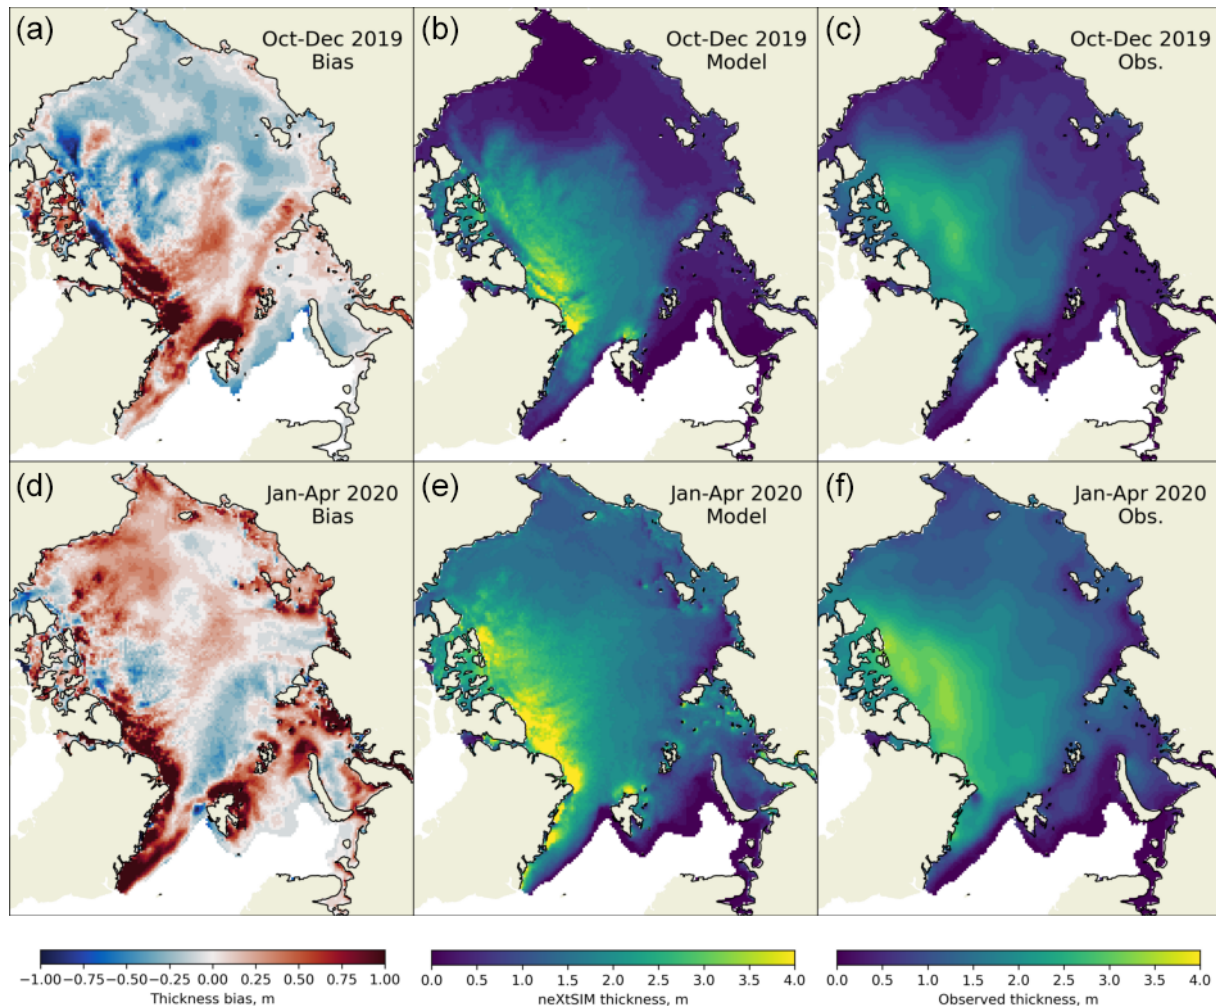 (a)
Oct-Dec 2019
Bias
(b)
Oct-Dec 2019
Model
(c)
Oct-Dec 2019
Obs.
(d)
Jan-Apr 2020
Bias
(e)
Jan-Apr 2020
Model
(f)
Jan-Apr 2020
Obs.
−1.00 −0.75 −0.50 −0.25 0.00 0.25 0.50 0.75 1.00
Thickness bias, m
0.0 0.5 1.0 1.5 2.0 2.5 3.0 3.5 4.0
neXtSIM thickness, m
0.0 0.5 1.0 1.5 2.0 2.5 3.0 3.5 4.0
Observed thickness, m